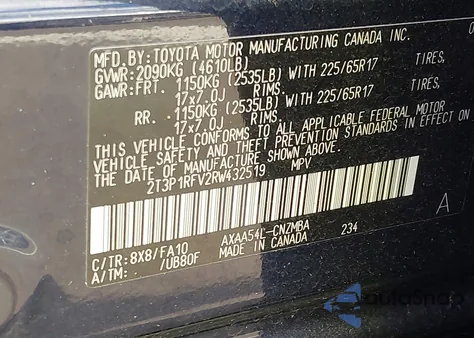 MFD. BY: TOYOTA MOTOR MANUFACTURING CANADA INC.
GVWR: 2090KG (4610LB)
GAWR: FRT. 1150KG (2535LB) WITH 225/65R17 TIRES,
17x7.0J RIMS.
RR. 1150KG (2535LB) WITH 225/65R17 TIRES,
17x7.0J RIMS.
THIS VEHICLE CONFORMS TO ALL APPLICABLE FEDERAL MOTOR
VEHICLE SAFETY AND THEFT PREVENTION STANDARDS IN EFFECT ON
THE DATE OF MANUFACTURE SHOWN ABOVE.
2T3P1RFV2RW432519 MPV
C/TR: 8X8/FA10 AXAA54L-CNZMBA 234
A/TM: /UB80F MADE IN CANADA
A
AutoSnap